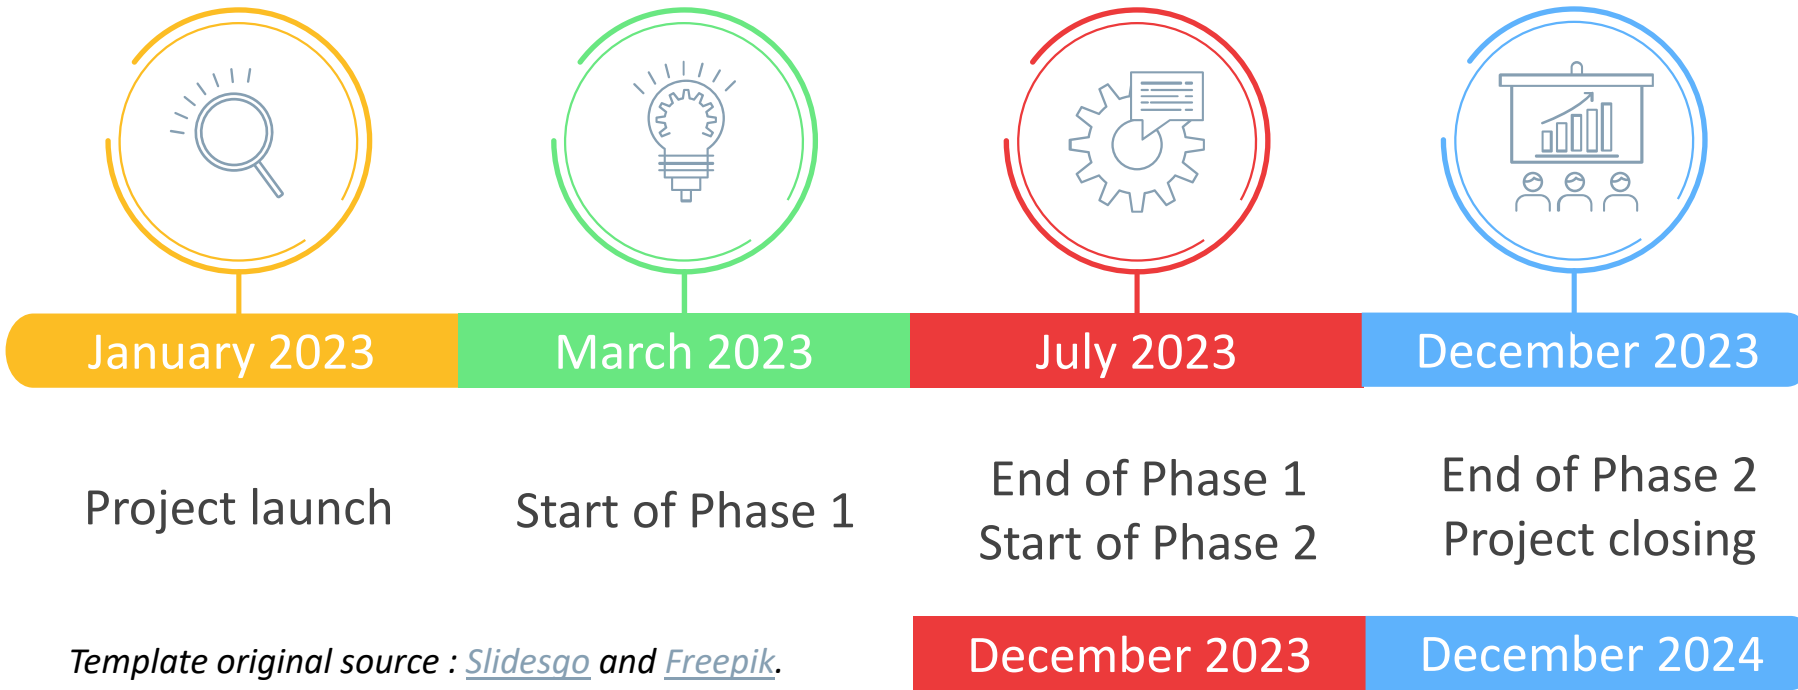 January 2023
March 2023
July 2023
December 2023
Project launch
Start of Phase 1
End of Phase 1
Start of Phase 2
End of Phase 2
Project closing
Template original source : Slidesgo and Freepik.
December 2023
December 2024